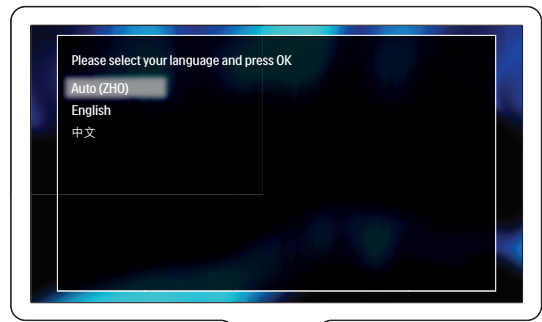 Please select your language and press OK
Auto (ZHO)
English
中文